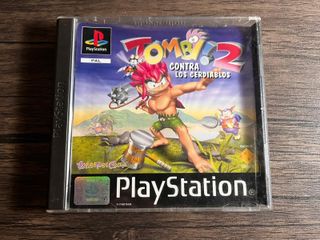 PlayStation
PAL
TOMBI! 2
CONTRA
LOS CERDIABLOS
PlayStation
PlayStation